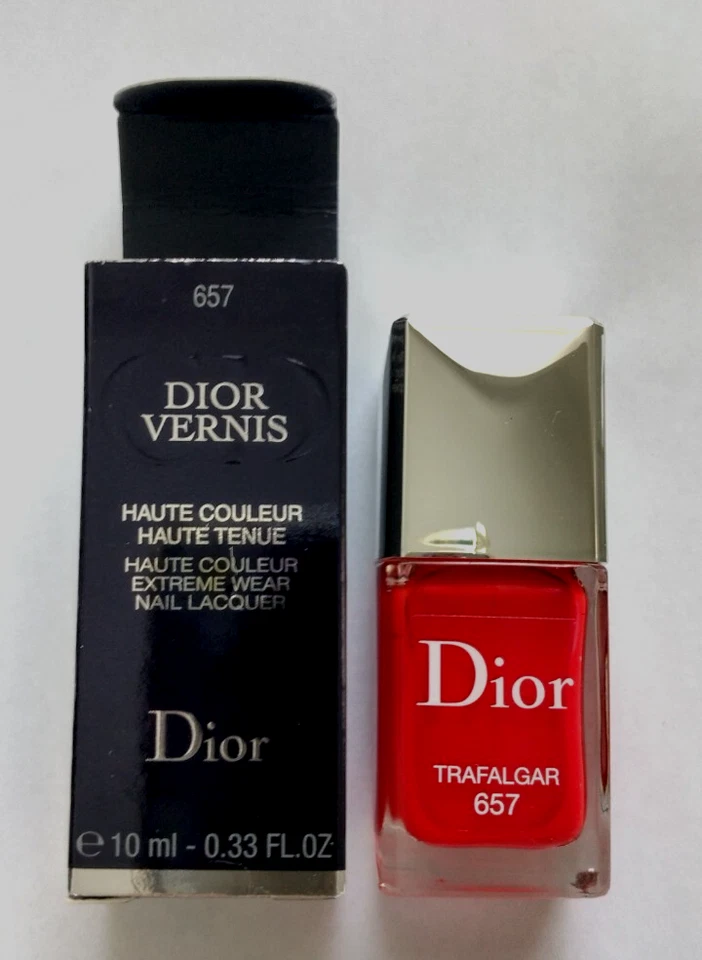 657
DIOR
VERNIS
HAUTE COULEUR
HAUTE TENUE
HAUTE COULEUR
EXTREME WEAR
NAIL LACQUER
Dior
℮ 10 ml - 0.33 FL.OZ
Dior
TRAFALGAR
657